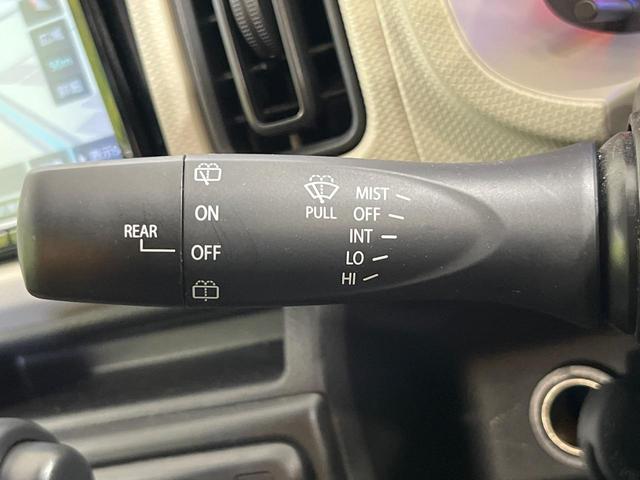 REAR
ON
OFF
PULL
MIST
OFF
INT
LO
HI